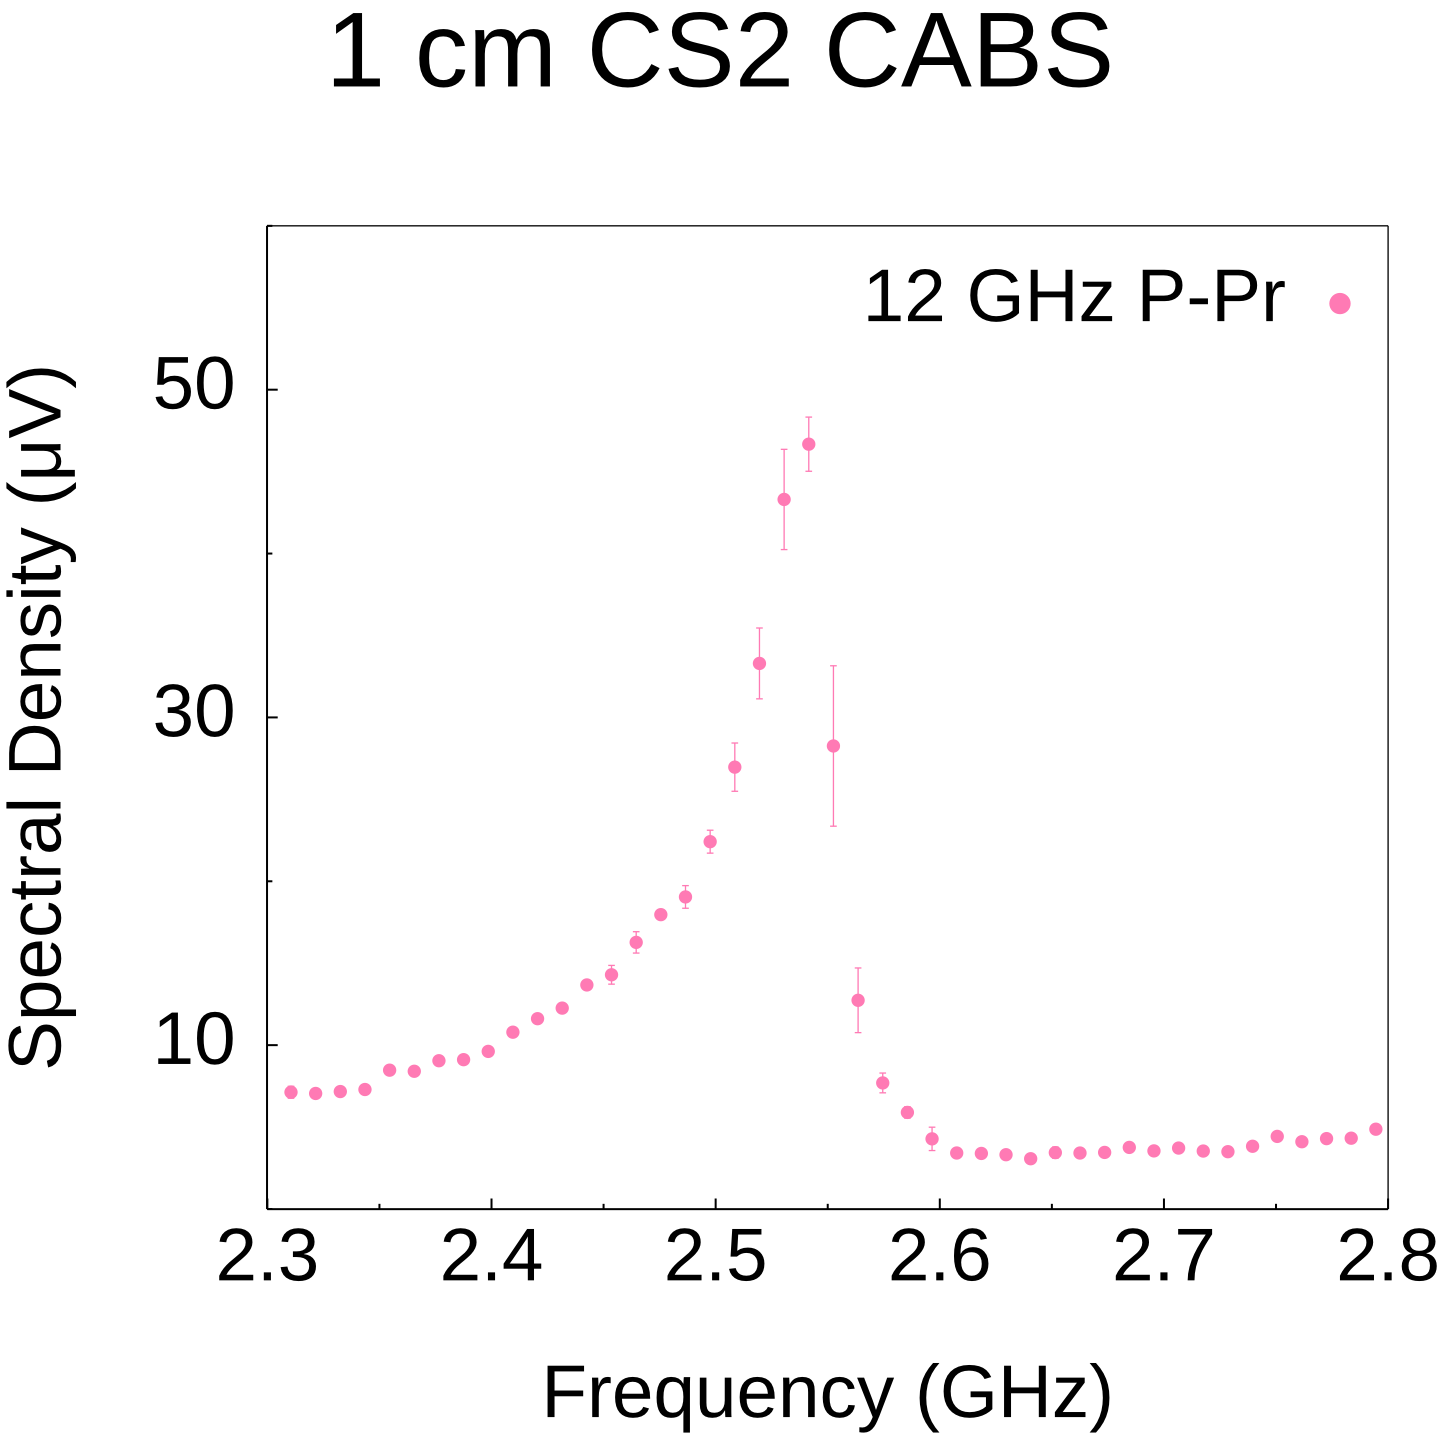 1 cm CS2 CABS
12 GHz P-Pr
50
30
10
Spectral Density (μV)
2.3 2.4 2.5 2.6 2.7 2.8
Frequency (GHz)